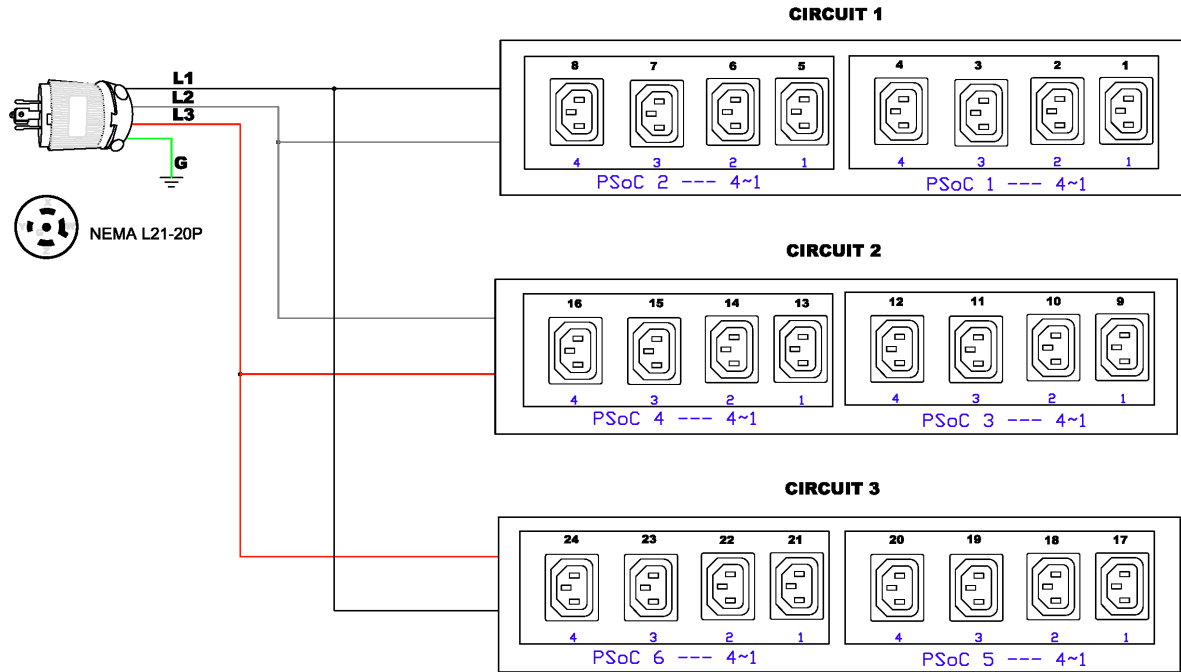 CIRCUIT 1
L1
L2
L3
G
NEMA L21-20P
8 7 6 5 4 3 2 1
4 3 2 1 4 3 2 1
PSoC 2 --- 4~1 PSoC 1 --- 4~1
CIRCUIT 2
16 15 14 13 12 11 10 9
4 3 2 1 4 3 2 1
PSoC 4 --- 4~1 PSoC 3 --- 4~1
CIRCUIT 3
24 23 22 21 20 19 18 17
4 3 2 1 4 3 2 1
PSoC 6 --- 4~1 PSoC 5 --- 4~1